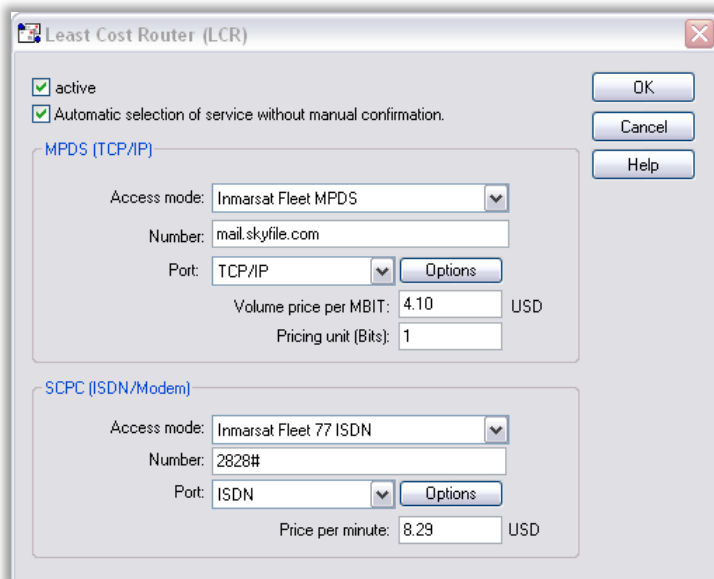 Least Cost Router (LCR)
active
OK
Automatic selection of service without manual confirmation.
Cancel
MPDS (TCP/IP)
Help
Access mode: Inmarsat Fleet MPDS
Number: mail.skyfile.com
Port: TCP/IP Options
Volume price per MBIT: 4.10 USD
Pricing unit (Bits): 1
SCPC (ISDN/Modem)
Access mode: Inmarsat Fleet 77 ISDN
Number: 2828#
Port: ISDN Options
Price per minute: 8.29 USD